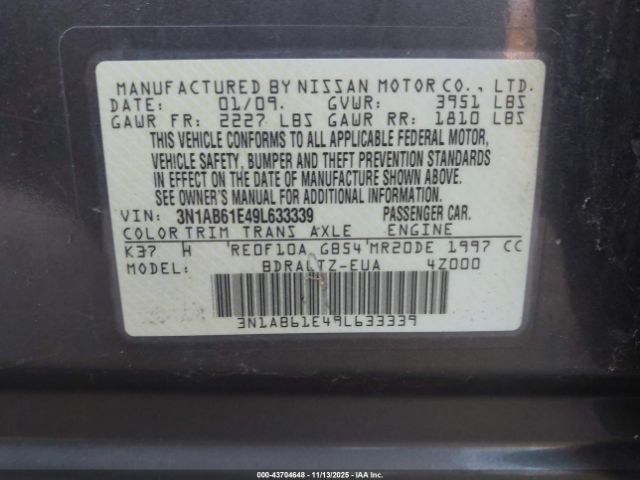 MANUFACTURED BY NISSAN MOTOR CO., LTD.
DATE: 01/09. GVWR: 3951 LBS
GAWR FR: 2227 LBS GAWR RR: 1810 LBS
THIS VEHICLE CONFORMS TO ALL APPLICABLE FEDERAL MOTOR,
VEHICLE SAFETY, BUMPER AND THEFT PREVENTION STANDARDS
IN EFFECT ON THE DATE OF MANUFACTURE SHOWN ABOVE.
SEE OWNER'S MANUAL FOR ADDITIONAL INFORMATION.
VIN: 3N1AB61E49L633339 PASSENGER CAR.
COLOR TRIM TRANS AXLE ENGINE
K37 H RE0F10A GB54 MR20DE 1997 CC
MODEL: BDRALTZ-EUA 4Z000
3N1AB61E49L633339
000-43704648 - 11/13/2025 - IAAI.COM